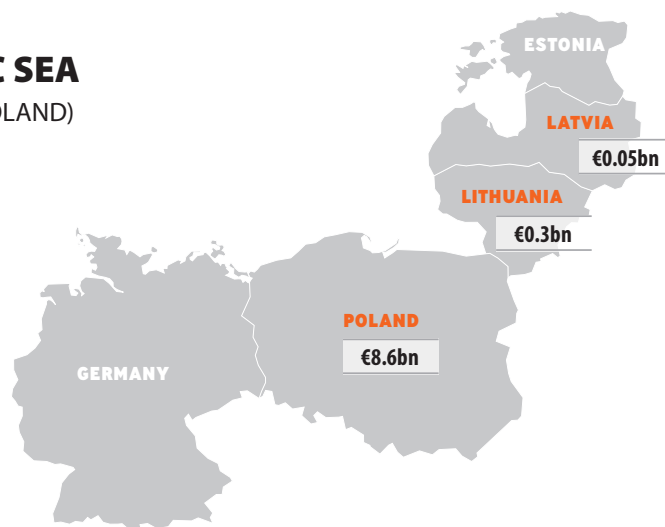 C SEA
OLAND)
ESTONIA
LATVIA
€0.05bn
LITHUANIA
€0.3bn
POLAND
€8.6bn
GERMANY